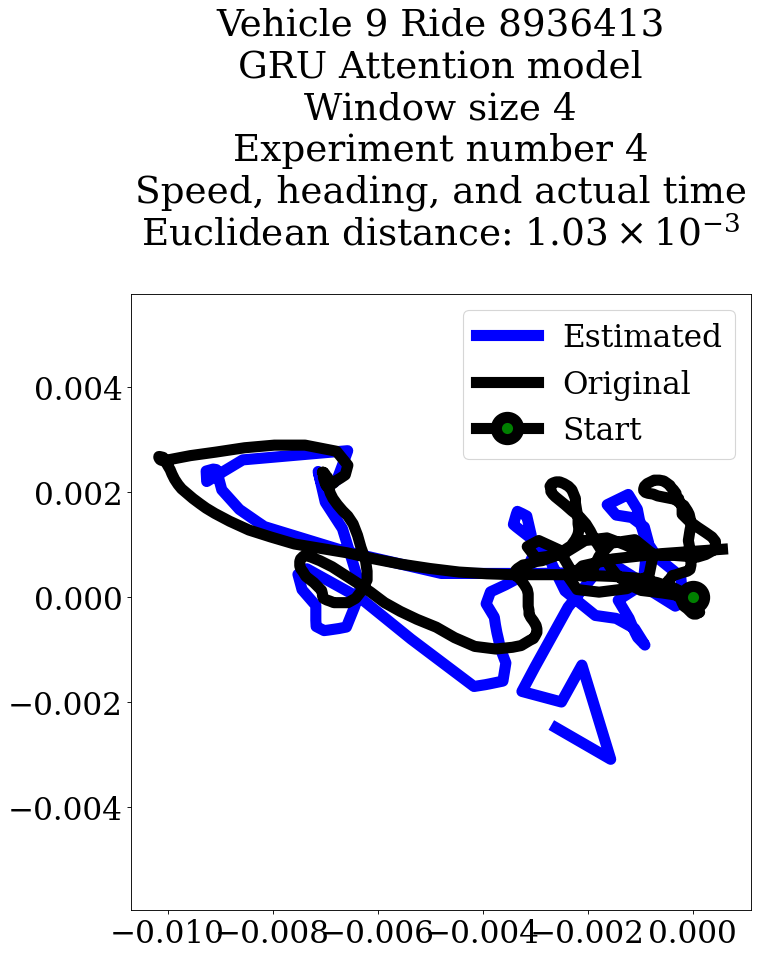 Vehicle 9 Ride 8936413
GRU Attention model
Window size 4
Experiment number 4
Speed, heading, and actual time
Euclidean distance: 1.03 × 10⁻³
Estimated
Original
Start
0.004
0.002
0.000
−0.002
−0.004
−0.010 −0.008 −0.006 −0.004 −0.002 0.000